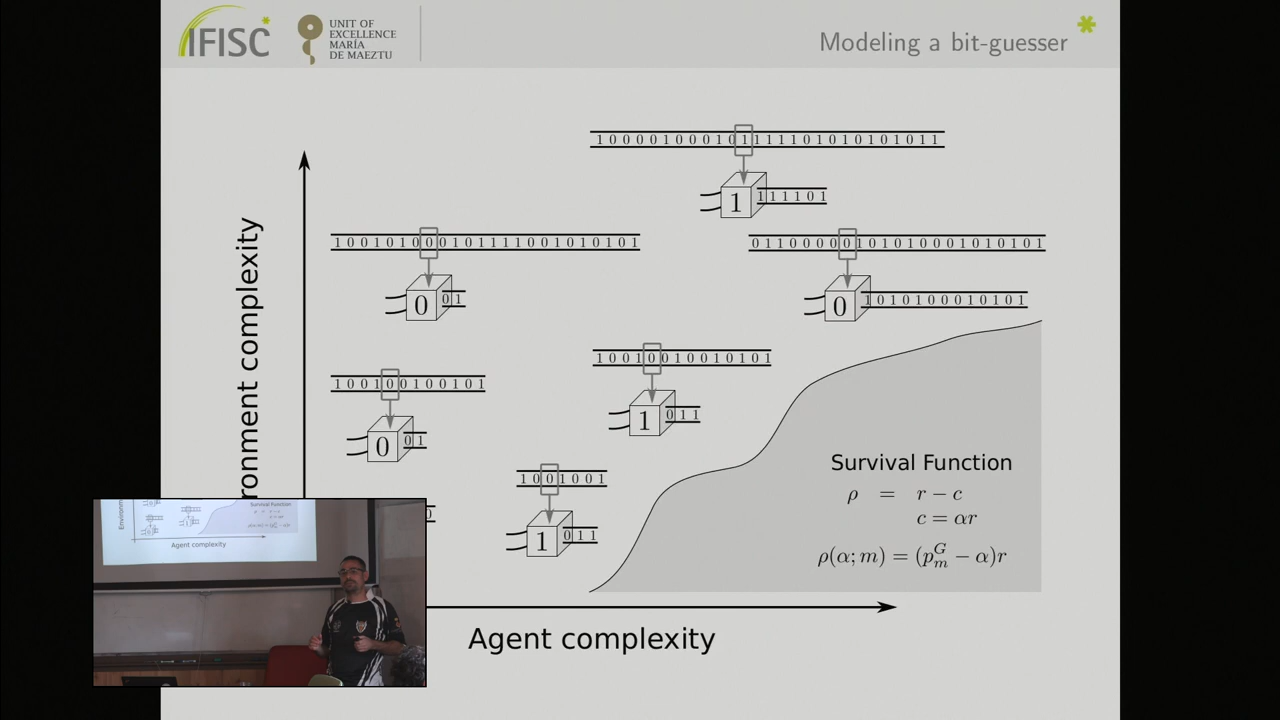 IFISC
UNIT OF
EXCELLENCE
MARÍA
DE MAEZTU
Modeling a bit-guesser
1 0 0 0 0 1 0 0 0 1 0 1 1 1 1 1 0 1 0 1 0 1 0 1 0 1 1
1 1 1 1 1 0 1
1 0 0 1 0 1 0 0 0 1 0 1 1 1 1 0 0 1 0 1 0 1 0 1
0 0 1
0 1 1 0 0 0 0 0 1 0 1 0 1 0 0 0 1 0 1 0 1 0 1
0 1 0 1 0 1 0 0 0 1 0 1 0 1
1 0 0 1 0 0 1 0 0 1 0 1 0 1
1 0 1 1
1 0 0 1 0 0 1 0 0 1 0 1
0 0 1
1 0 0 1 0 0 1
1 0 1 1
0
ronment complexity
Agent complexity
Survival Function
ρ = r − c
c = αr
ρ(α; m) = (p_m^G − α)r
Agent complexity